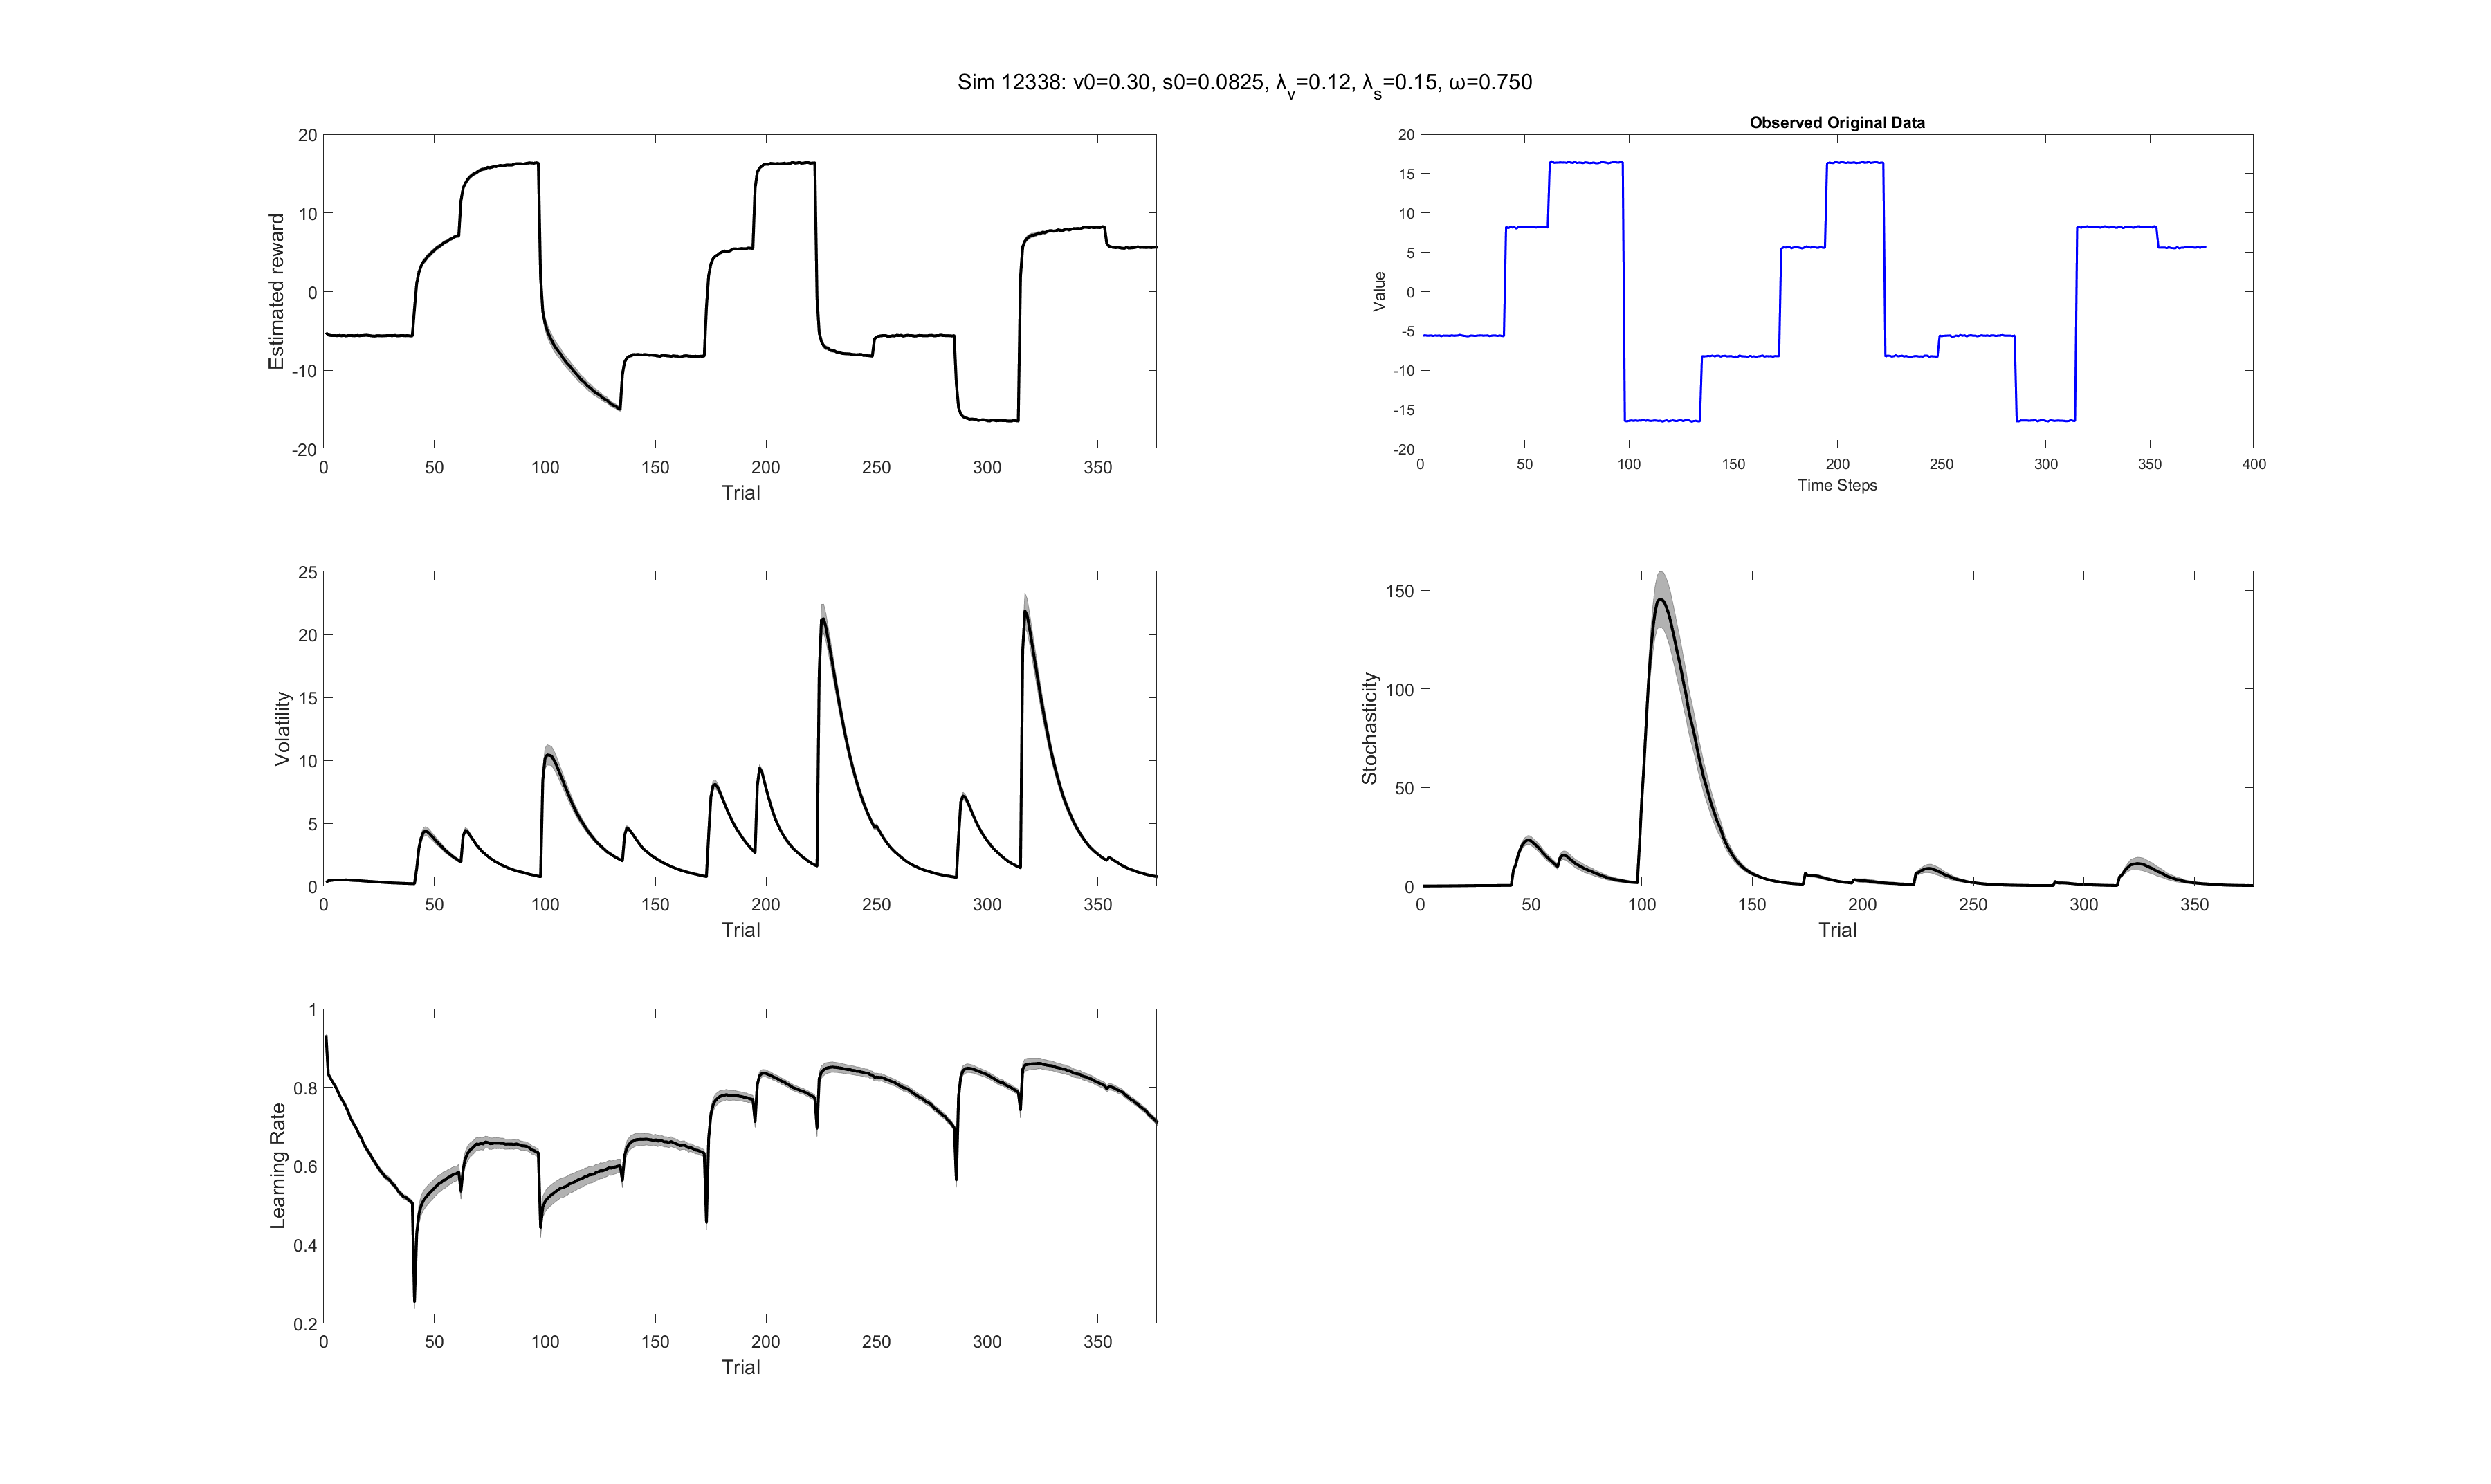 Sim 12338: v0=0.30, s0=0.0825, λv=0.12, λs=0.15, ω=0.750
Estimated reward
20
10
0
-10
-20
0 50 100 150 200 250 300 350
Trial
Observed Original Data
Value
20
15
10
5
0
-5
-10
-15
-20
0 50 100 150 200 250 300 350 400
Time Steps
Volatility
25
20
15
10
5
0
0 50 100 150 200 250 300 350
Trial
Stochasticity
150
100
50
0
0 50 100 150 200 250 300 350
Trial
Learning Rate
1
0.8
0.6
0.4
0.2
0 50 100 150 200 250 300 350
Trial